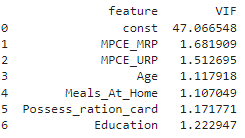 feature VIF
0 const 47.066548
1 MPCE_MRP 1.681909
2 MPCE_URP 1.512695
3 Age 1.117918
4 Meals_At_Home 1.107049
5 Possess_ration_card 1.171771
6 Education 1.222947